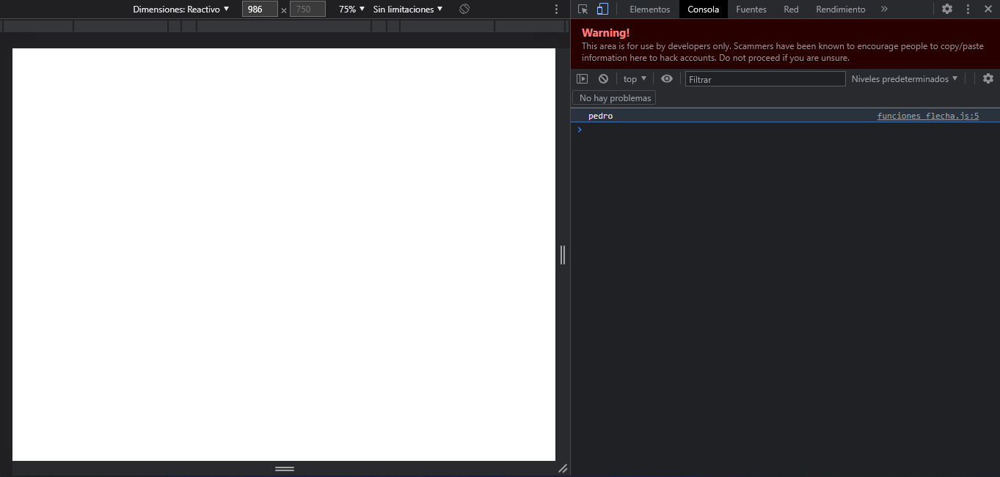 Dimensiones: Reactivo ▼ 986 × 750 75% ▼ Sin limitaciones ▼
Elementos Consola Fuentes Red Rendimiento »
Warning!
This area is for use by developers only. Scammers have been known to encourage people to copy/paste
information here to hack accounts. Do not proceed if you are unsure.
top ▼ Filtrar Niveles predeterminados ▼
No hay problemas
pedro funciones flecha.js:5